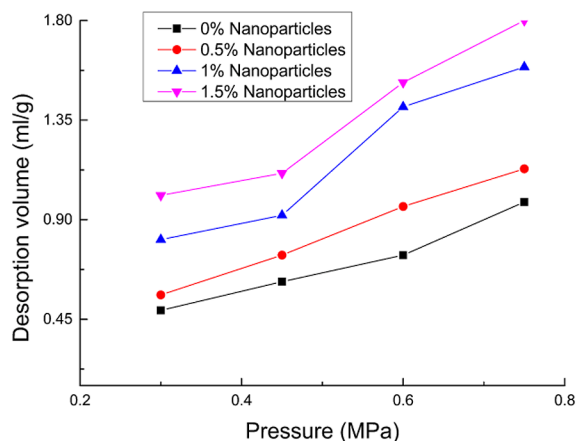 0% Nanoparticles
0.5% Nanoparticles
1% Nanoparticles
1.5% Nanoparticles
1.80
1.35
0.90
0.45
Desorption volume (ml/g)
0.2
0.4
0.6
0.8
Pressure (MPa)